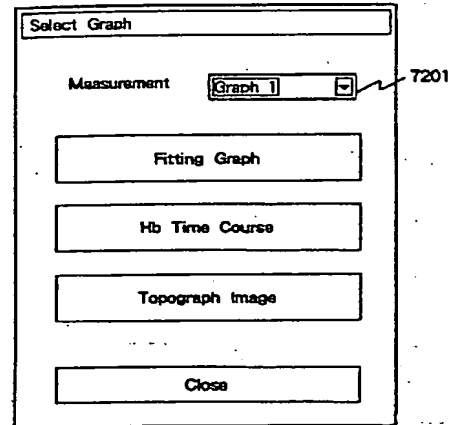 Select Graph
Measurement Graph 1 7201
Fitting Graph
Hb Time Course
Topograph Image
Close